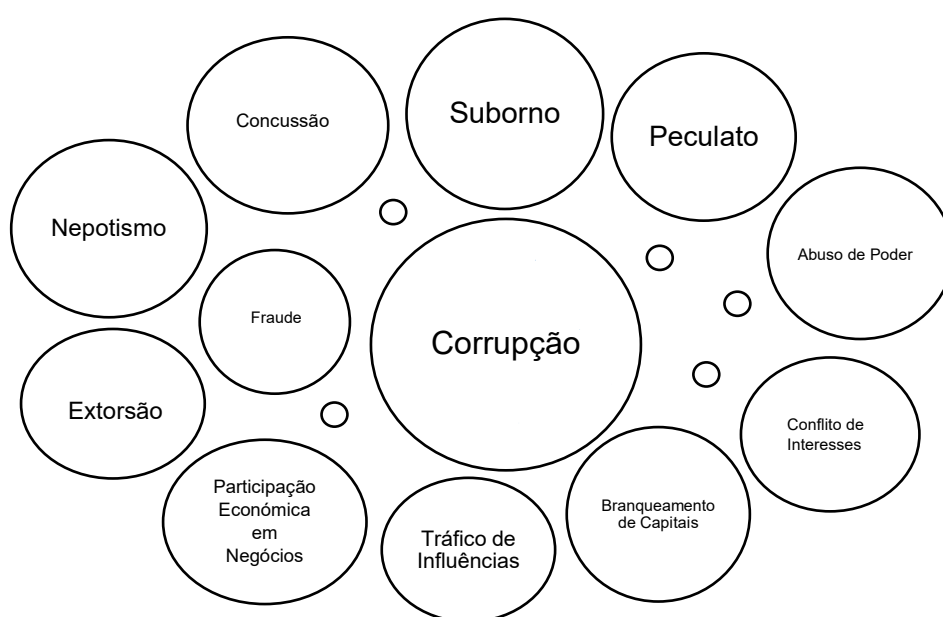 Concussão
Suborno
Peculato
Nepotismo
Abuso de Poder
Fraude
Corrupção
Extorsão
Conflito de
Interesses
Participação
Económica
em
Negócios
Tráfico de
Influências
Branqueamento
de Capitais